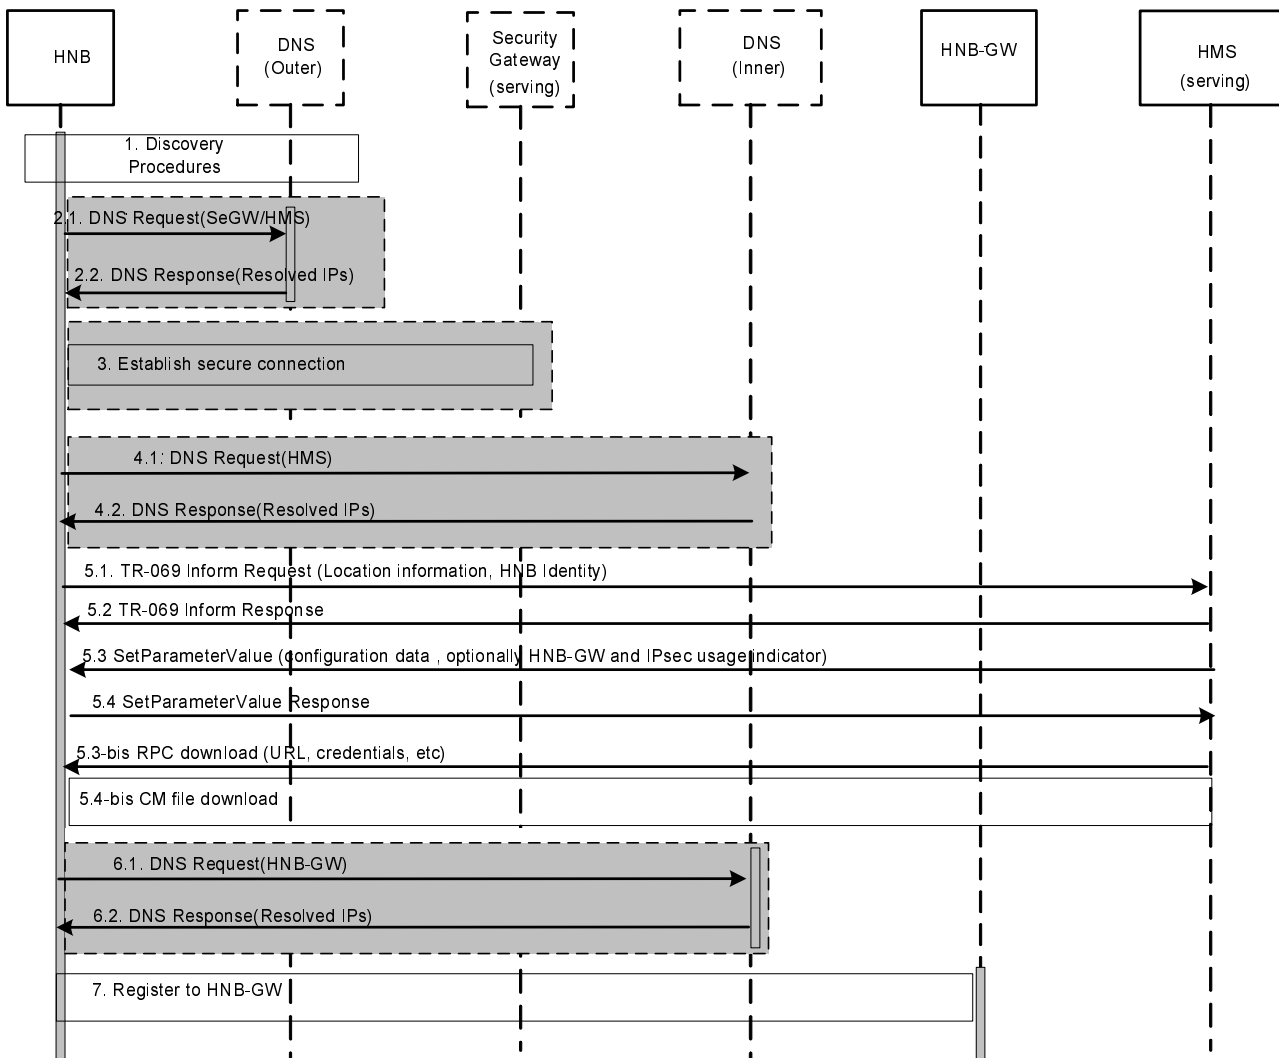 HNB
DNS
(Outer)
Security
Gateway
(serving)
DNS
(Inner)
HNB-GW
HMS
(serving)
1. Discovery
Procedures
2.1. DNS Request(SeGW/HMS)
2.2. DNS Response(Resolved IPs)
3. Establish secure connection
4.1: DNS Request(HMS)
4.2. DNS Response(Resolved IPs)
5.1. TR-069 Inform Request (Location information, HNB Identity)
5.2 TR-069 Inform Response
5.3 SetParameterValue (configuration data , optionally HNB-GW and IPsec usage indicator)
5.4 SetParameterValue Response
5.3-bis RPC download (URL, credentials, etc)
5.4-bis CM file download
6.1. DNS Request(HNB-GW)
6.2. DNS Response(Resolved IPs)
7. Register to HNB-GW